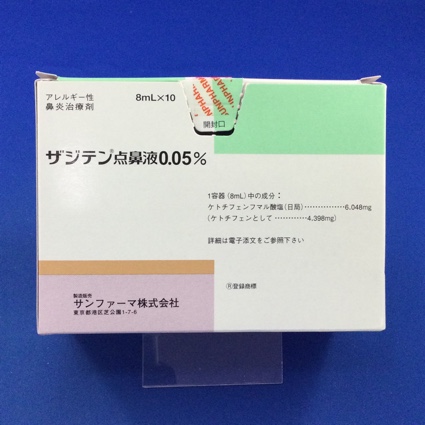 アレルギー性
鼻炎治療剤
8mL×10
SUNPHARMA
開封口
ザジテン®点鼻液0.05%
1容器(8mL)中の成分:
ケトチフェンフマル酸塩(日局)………………6.048mg
(ケトチフェンとして …………4.398mg)
詳細は電子添文をご参照下さい
Ⓡ登録商標
製造販売
サンファーマ株式会社
東京都港区芝公園1-7-6